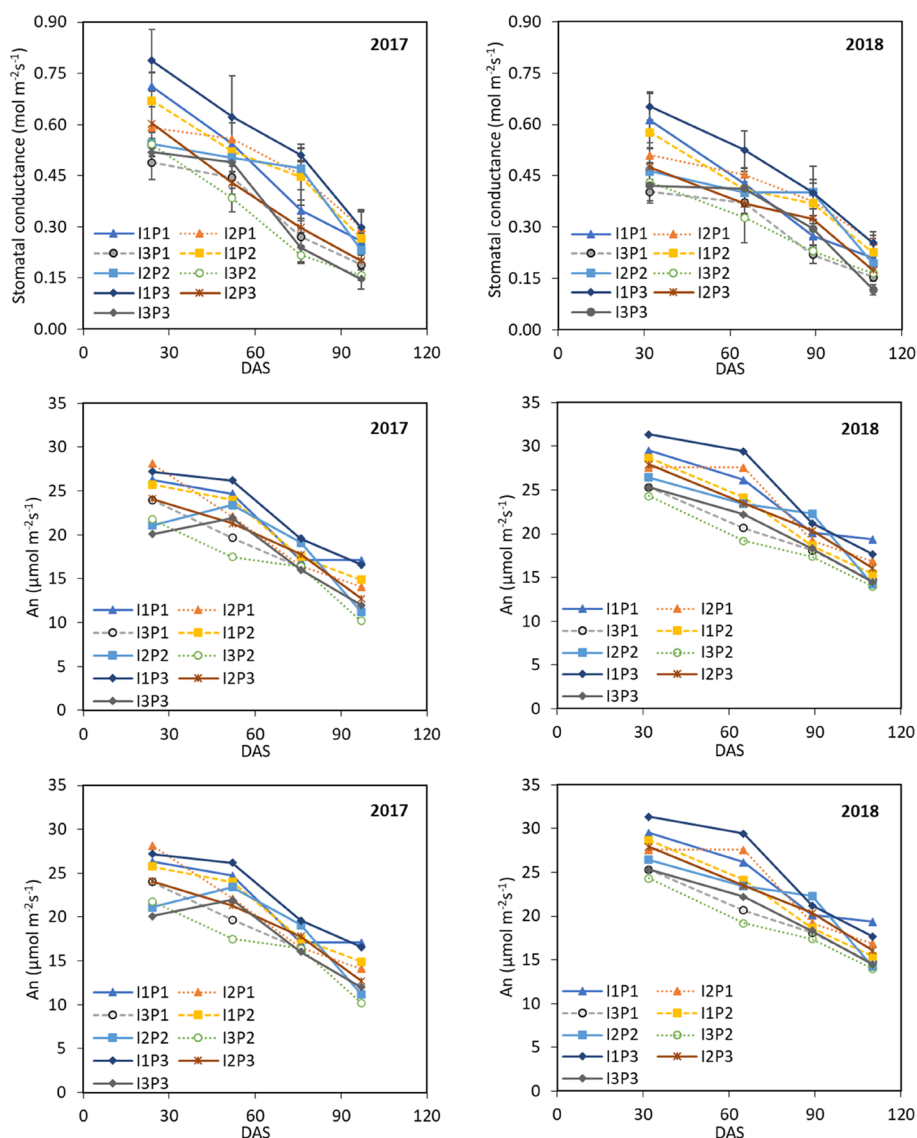 0.90
0.75
0.60
0.45
0.30
0.15
0.00
Stomatal conductance (mol m⁻²s⁻¹)
2017
I1P1 I2P1
I3P1 I1P2
I2P2 I3P2
I1P3 I2P3
I3P3
0 30 60 90 120
DAS
0.90
0.75
0.60
0.45
0.30
0.15
0.00
Stomatal conductance (mol m⁻²s⁻¹)
2018
I1P1 I2P1
I3P1 I1P2
I2P2 I3P2
I1P3 I2P3
I3P3
0 30 60 90 120
DAS
35
30
25
20
15
10
5
0
An (µmol m⁻²s⁻¹)
2017
I1P1 I2P1
I3P1 I1P2
I2P2 I3P2
I1P3 I2P3
I3P3
0 30 60 90 120
DAS
35
30
25
20
15
10
5
0
An (µmol m⁻²s⁻¹)
2018
I1P1 I2P1
I3P1 I1P2
I2P2 I3P2
I1P3 I2P3
I3P3
0 30 60 90 120
DAS
35
30
25
20
15
10
5
0
An (µmol m⁻²s⁻¹)
2017
I1P1 I2P1
I3P1 I1P2
I2P2 I3P2
I1P3 I2P3
I3P3
0 30 60 90 120
DAS
35
30
25
20
15
10
5
0
An (µmol m⁻²s⁻¹)
2018
I1P1 I2P1
I3P1 I1P2
I2P2 I3P2
I1P3 I2P3
I3P3
0 30 60 90 120
DAS